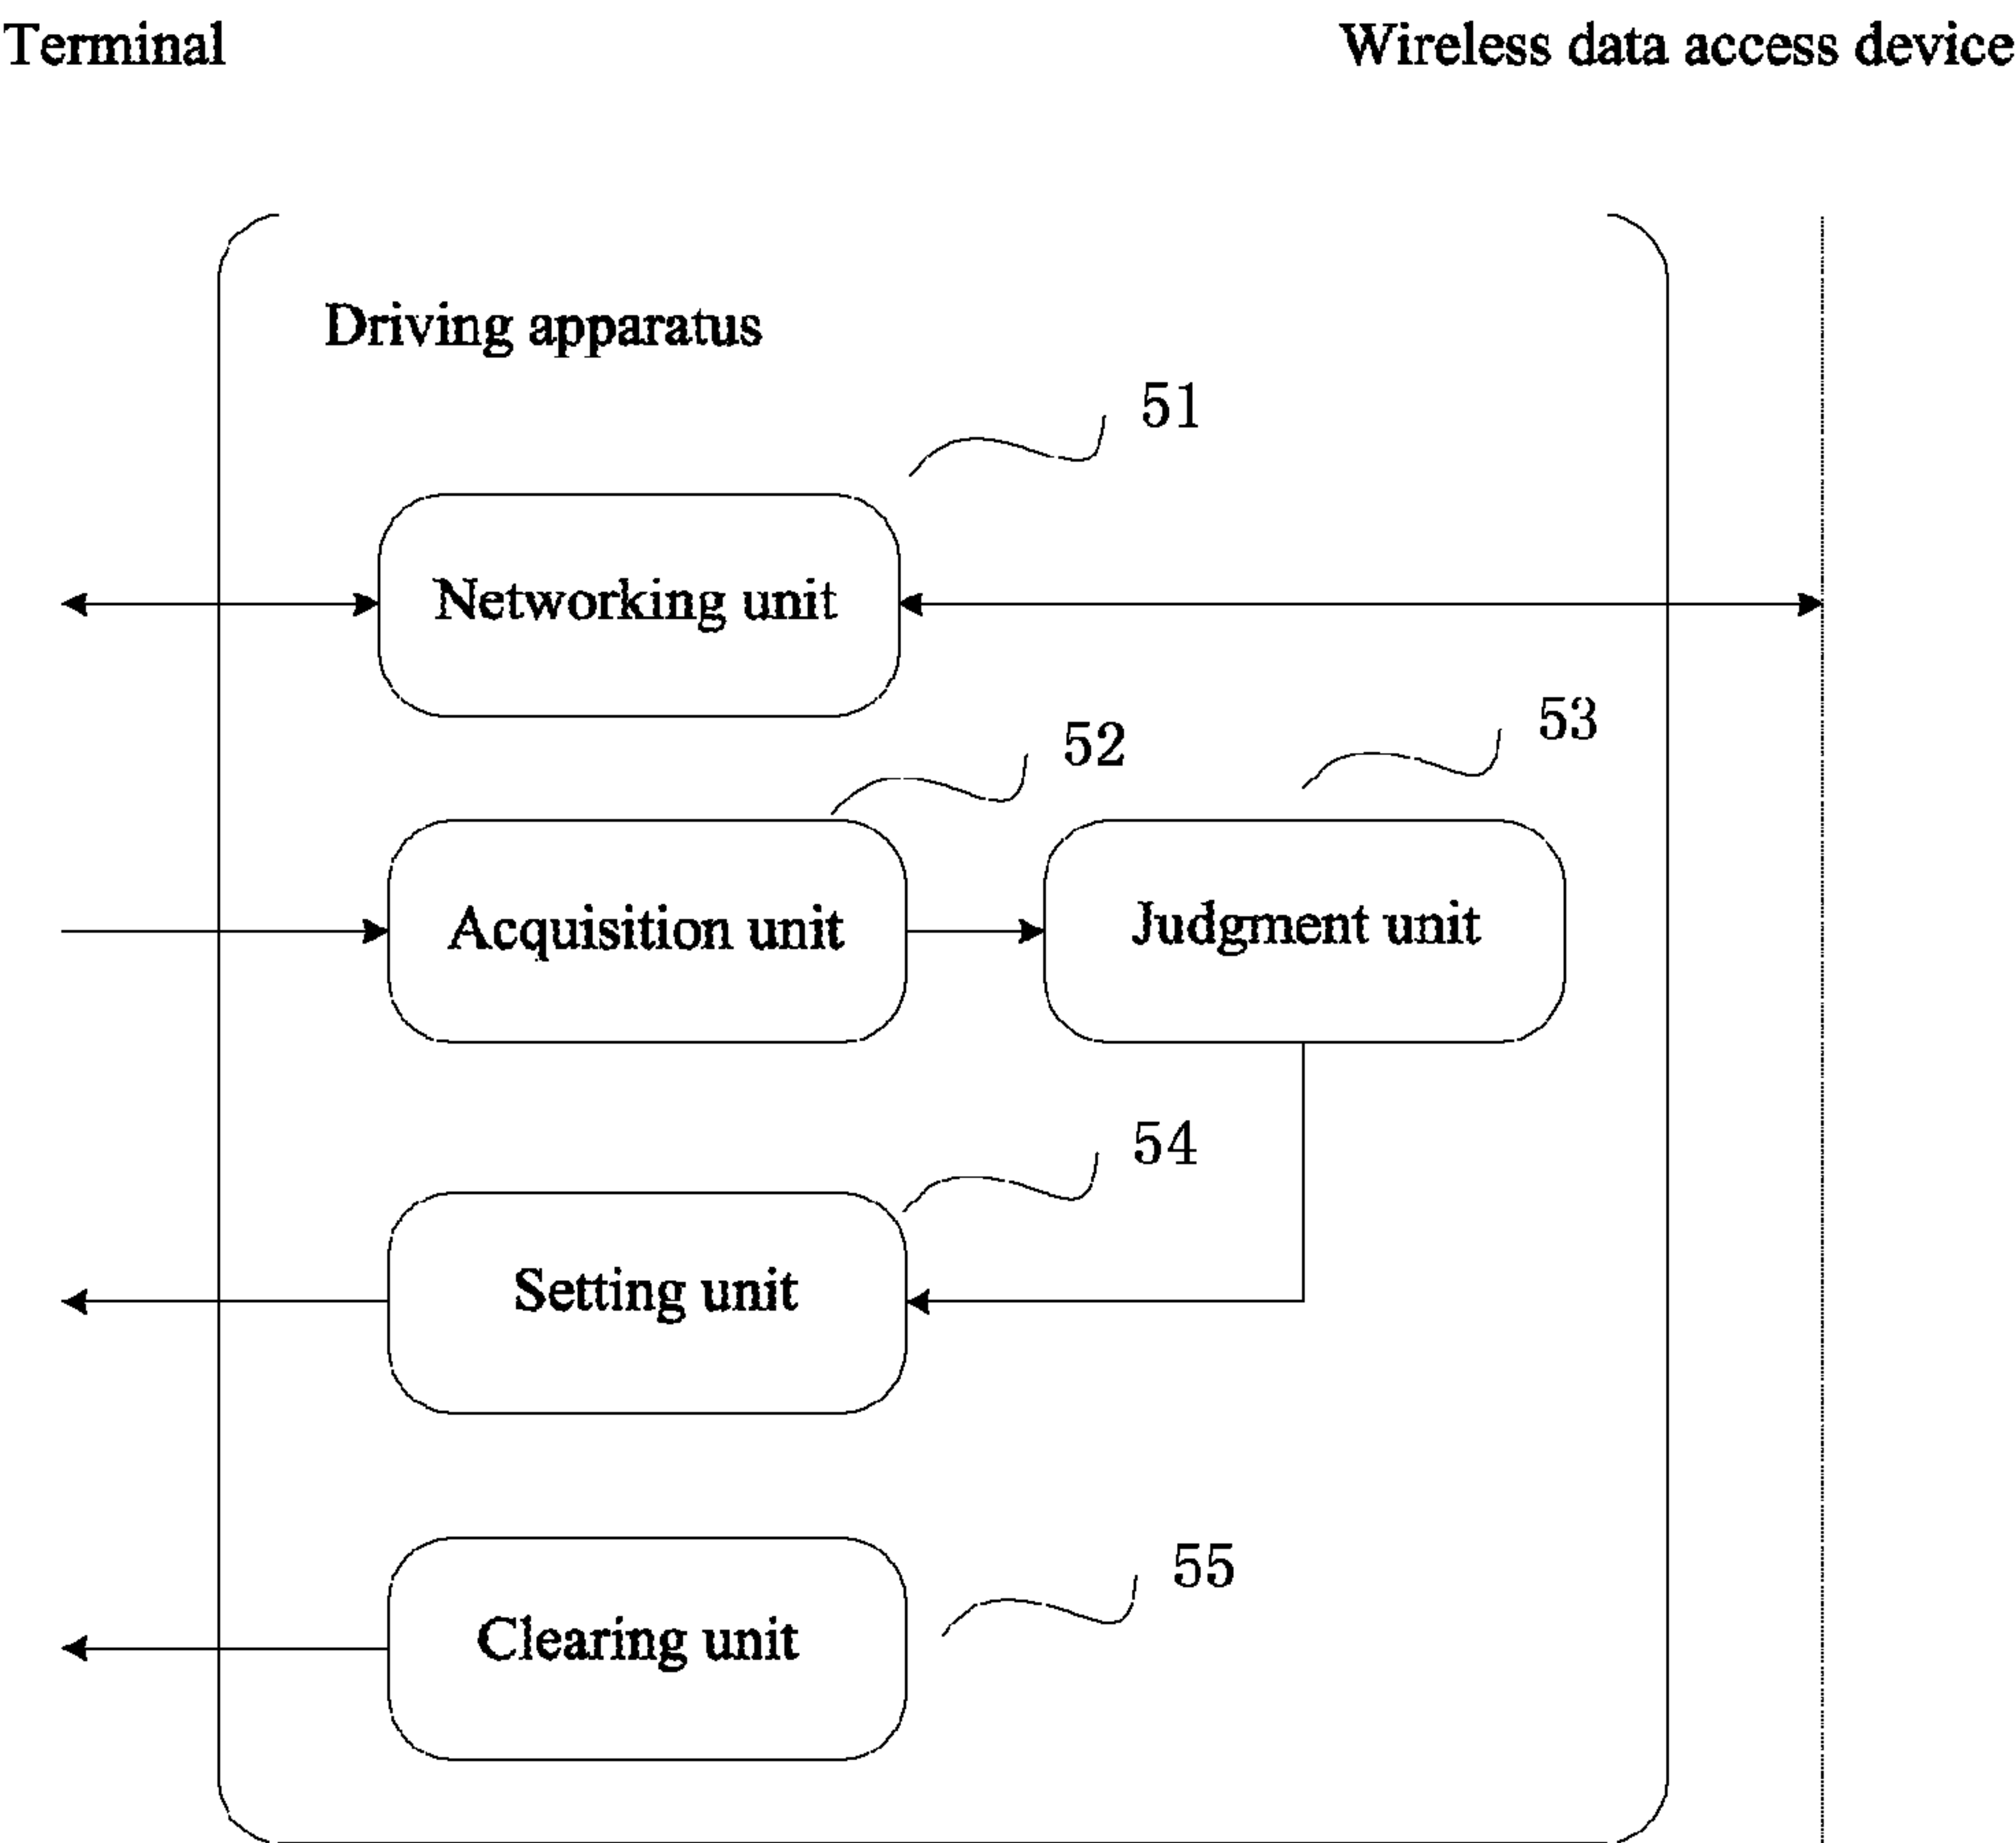 Terminal
Wireless data access device
Driving apparatus
51
Networking unit
52
53
Acquisition unit
Judgment unit
54
Setting unit
55
Clearing unit